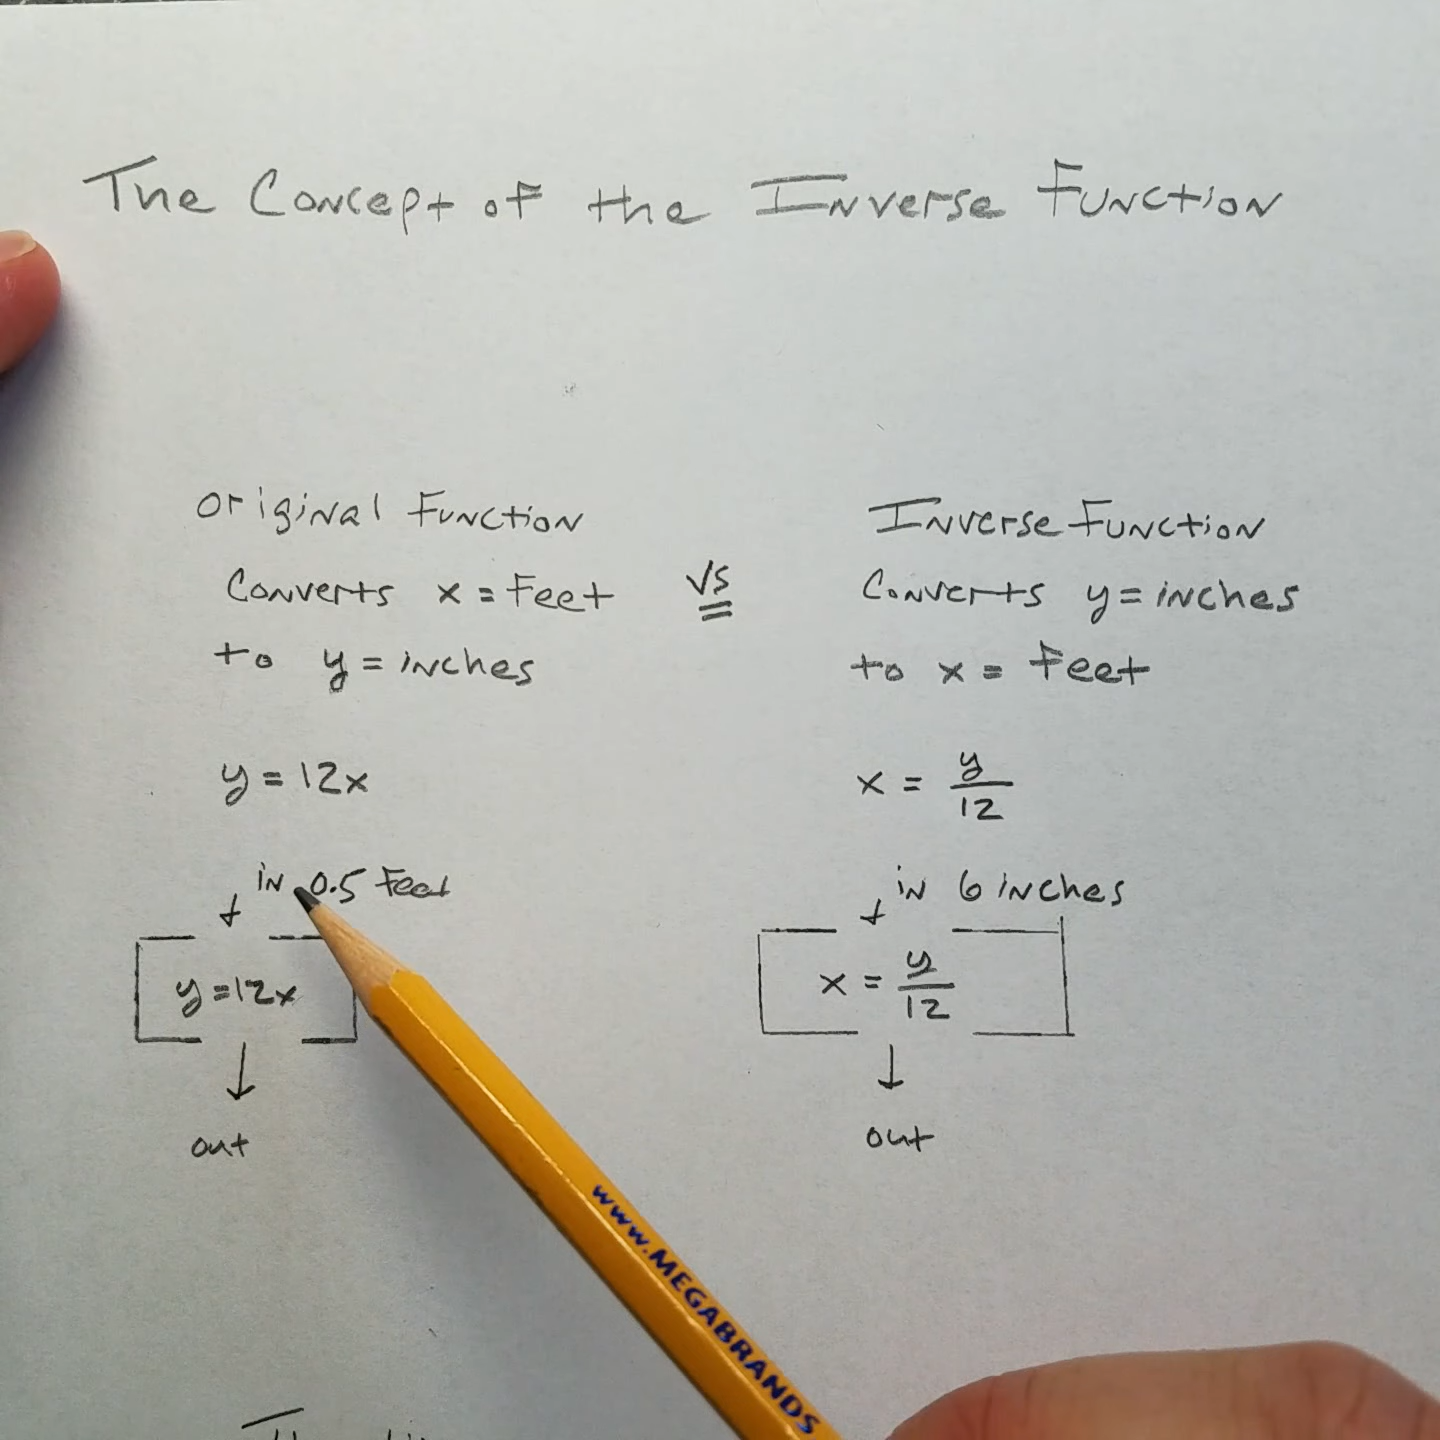 The Concept of the Inverse Function
Original Function
Converts x = Feet
to y = inches
y = 12x
in 0.5 Feet
y = 12x
out
vs
Inverse Function
Converts y = inches
to x = Feet
x = y/12
in 6 inches
x = y/12
out
www.MEGABRANDS